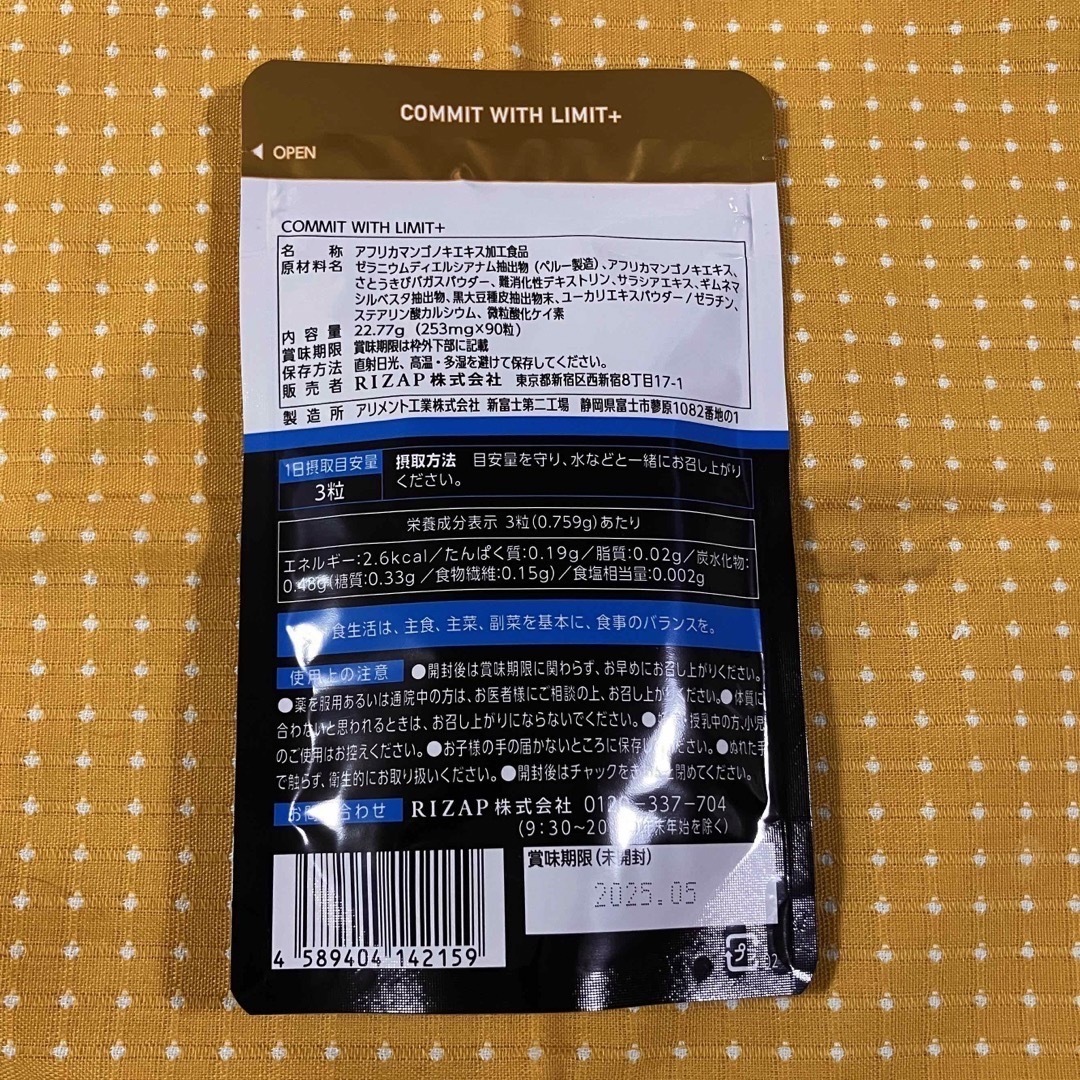 COMMIT WITH LIMIT+
OPEN
COMMIT WITH LIMIT+
名称 アフリカマンゴノキエキス加工食品
原材料名 ゼラニウムディエルシアナム抽出物(ペルー製造)、アフリカマンゴノキエキス、
さとうきびバガスパウダー、難消化性デキストリン、サラシアエキス、ギムネマ
シルベスタ抽出物、黒大豆種皮抽出物末、ユーカリエキスパウダー/ゼラチン、
ステアリン酸カルシウム、微粒酸化ケイ素
内容量 22.77g(253mg×90粒)
賞味期限 賞味期限は枠外下部に記載
保存方法 直射日光、高温・多湿を避けて保存してください。
販売者 RIZAP株式会社 東京都新宿区西新宿8丁目17-1
製造所 アリメント工業株式会社 新富士第二工場 静岡県富士市蓼原1082番地の1
1日摂取目安量
3粒
摂取方法 目安量を守り、水などと一緒にお召し上がり
ください。
栄養成分表示 3粒(0.759g)あたり
エネルギー:2.6kcal/たんぱく質:0.19g/脂質:0.02g/炭水化物:
0.48g(糖質:0.33g/食物繊維:0.15g)/食塩相当量:0.002g
食生活は、主食、主菜、副菜を基本に、食事のバランスを。
使用上の注意 ●開封後は賞味期限に関わらず、お早めにお召し上がりください。
●薬を服用あるいは通院中の方は、お医者様にご相談の上、お召し上がりください。●体質に
合わないと思われるときは、お召し上がりにならないでください。●・授乳中の方、小児
のご使用はお控えください。●お子様の手の届かないところに保存してください。●ぬれた手
で触らず、衛生的にお取り扱いください。●開封後はチャックをきちんと閉めてください。
お問い合わせ RIZAP株式会社 0120-337-704
(9:30~20 年末年始を除く)
賞味期限(未開封)
2025.05
4 589404 142159
プ